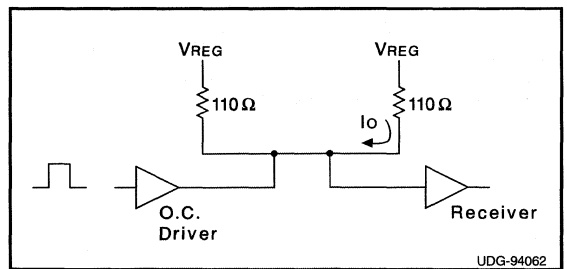 VREG VREG
110Ω 110Ω
Io
O.C. Receiver
Driver
UDG-94062